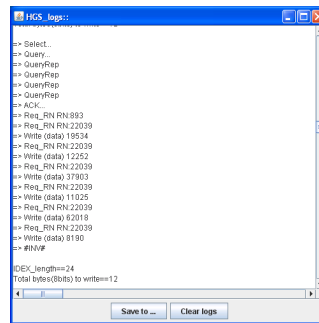 HGS_logs::
=> Select...
=> Query...
=> QueryRep
=> QueryRep
=> QueryRep
=> QueryRep
=> ACK...
=> Req_RN RN:893
=> Req_RN RN:22039
=> Write (data) 19534
=> Req_RN RN:22039
=> Write (data) 12252
=> Req_RN RN:22039
=> Write (data) 37903
=> Req_RN RN:22039
=> Write (data) 11025
=> Req_RN RN:22039
=> Write (data) 62018
=> Req_RN RN:22039
=> Write (data) 8190
=> #INV#
IDEX_length==24
Total bytes(8bits) to write==12
Save to ... Clear logs